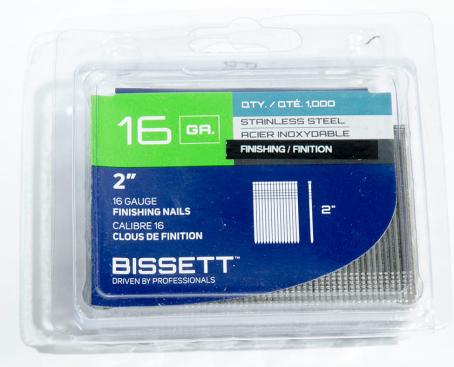 16 GA.
QTY. / QTÉ. 1,000
STAINLESS STEEL
ACIER INOXYDABLE
FINISHING / FINITION
2"
16 GAUGE
FINISHING NAILS
CALIBRE 16
CLOUS DE FINITION
2"
BISSETT™
DRIVEN BY PROFESSIONALS